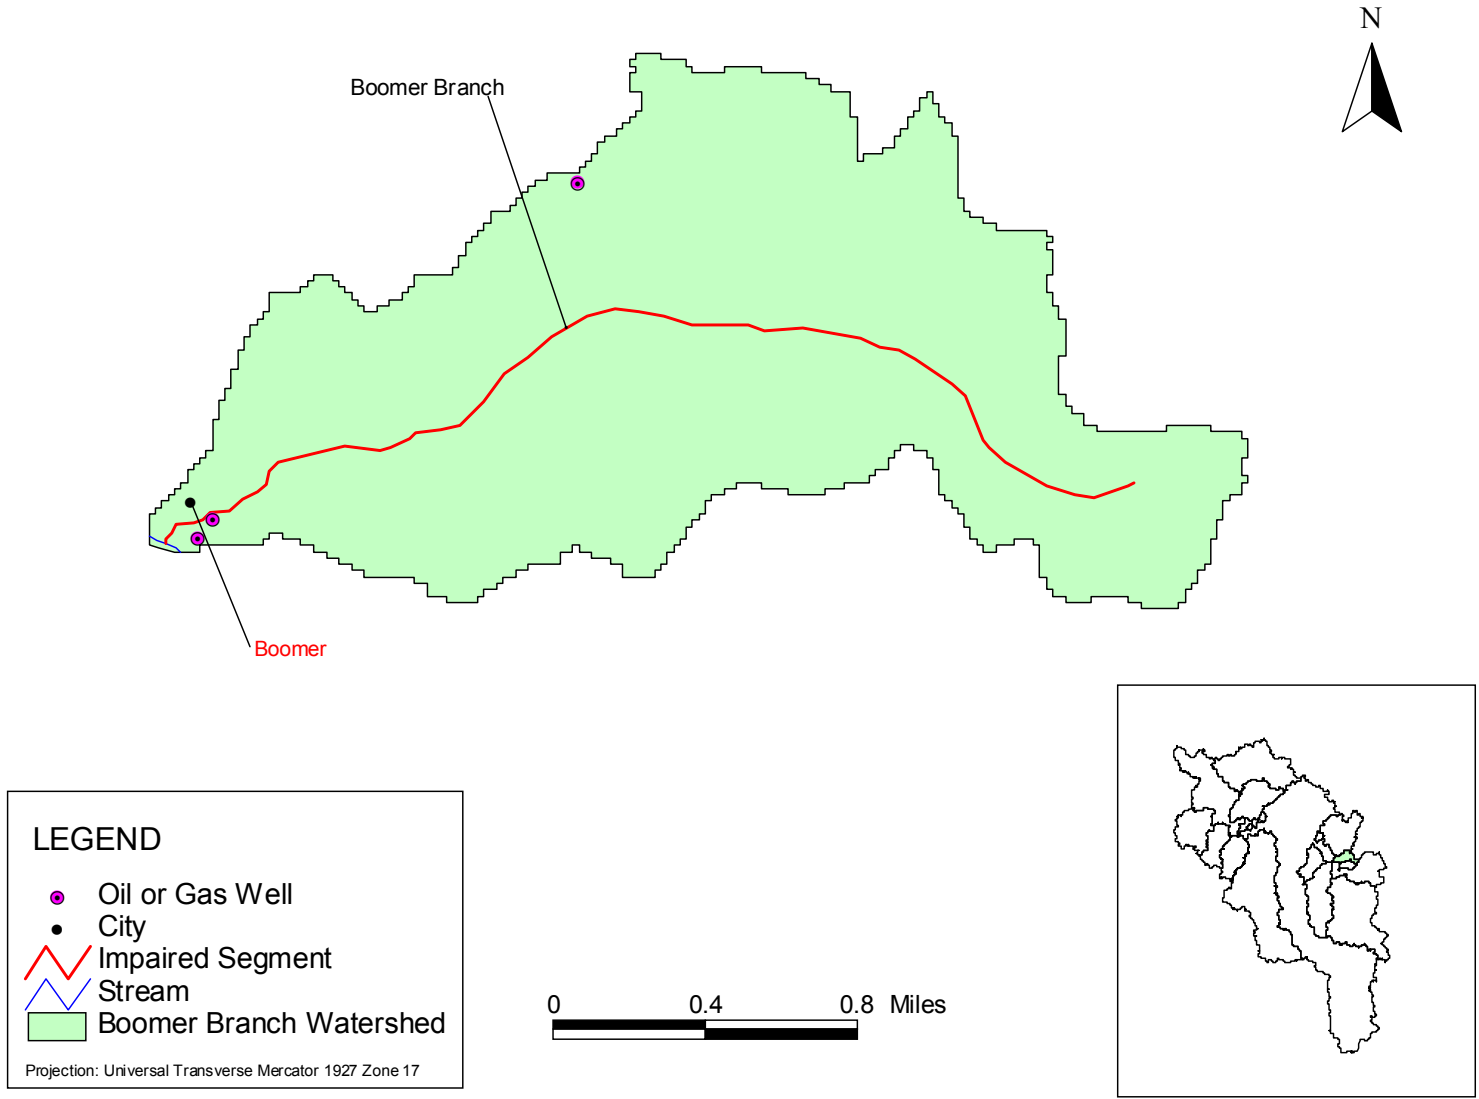 N
Boomer Branch
Boomer
LEGEND
Oil or Gas Well
City
Impaired Segment
Stream
Boomer Branch Watershed
Projection: Universal Transverse Mercator 1927 Zone 17
0 0.4 0.8 Miles